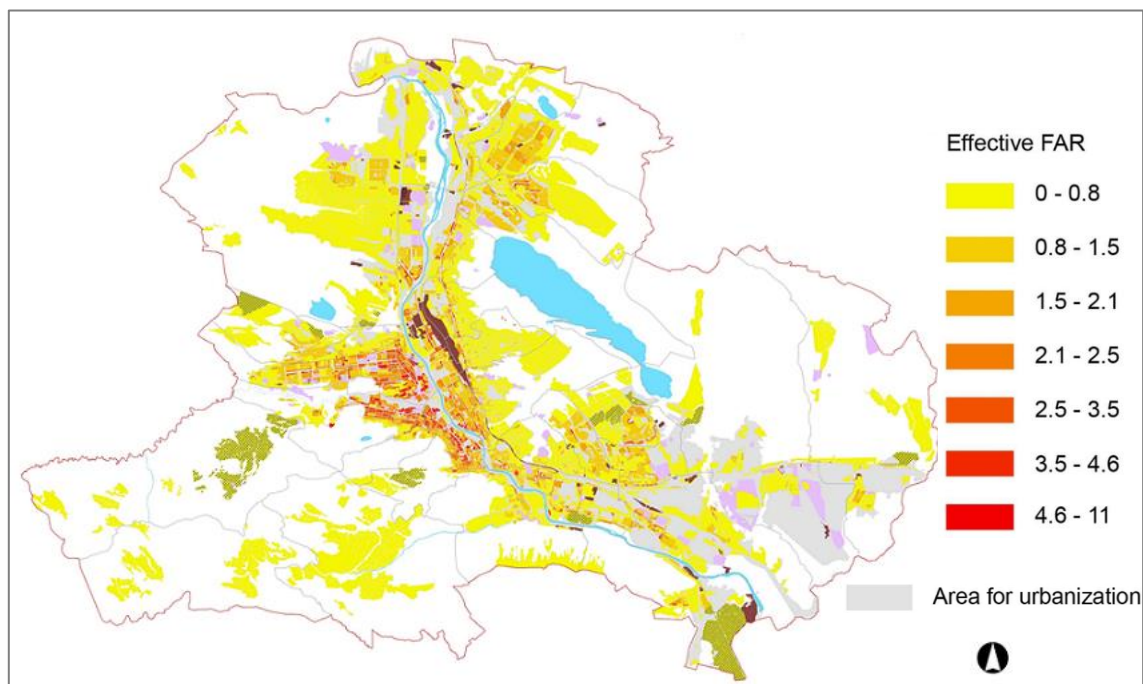 Effective FAR
0 - 0.8
0.8 - 1.5
1.5 - 2.1
2.1 - 2.5
2.5 - 3.5
3.5 - 4.6
4.6 - 11
Area for urbanization